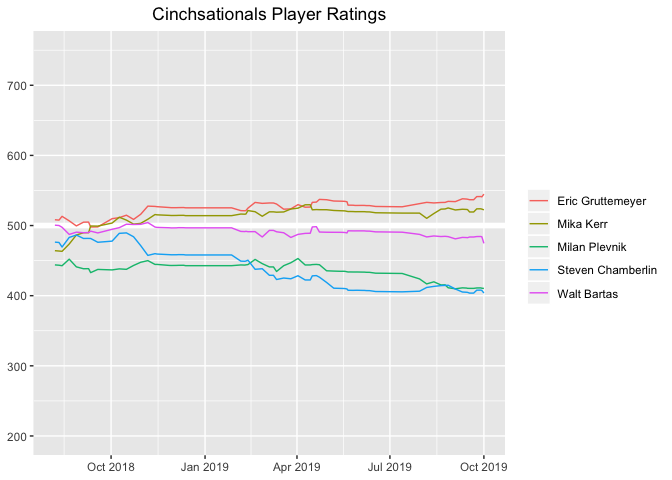 Cinchsationals Player Ratings
700
600
500
400
300
200
Oct 2018 Jan 2019 Apr 2019 Jul 2019 Oct 2019
Eric Gruttemeyer
Mika Kerr
Milan Plevnik
Steven Chamberlin
Walt Bartas